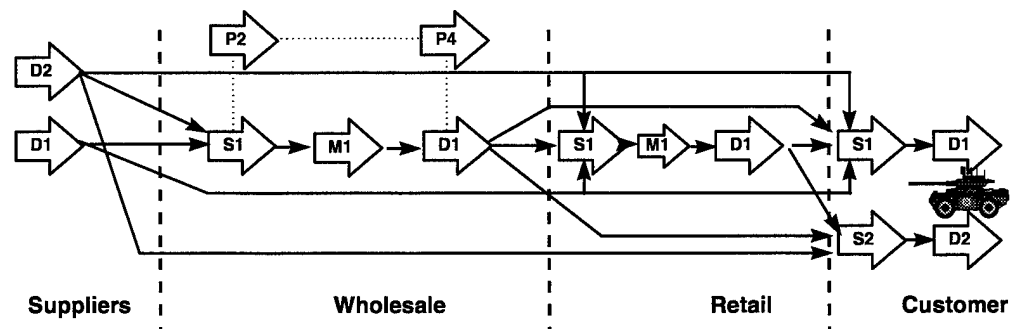 P2 P4
D2
D1 S1 M1 D1 S1 M1 D1 S1 D1
S2 D2
Suppliers Wholesale Retail Customer